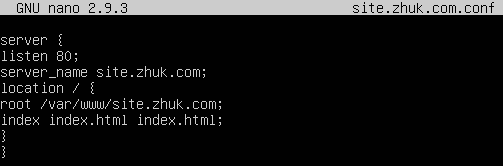 GNU nano 2.9.3 site.zhuk.com.conf
server {
listen 80;
server_name site.zhuk.com;
location / {
root /var/www/site.zhuk.com;
index index.html index.html;
}
}